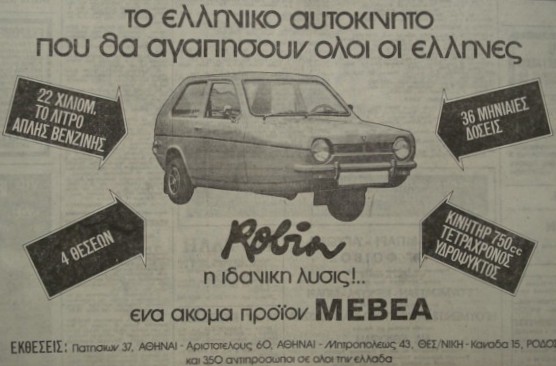 το ελληνικο αυτοκινητο
που θα αγαπησουν ολοι οι ελληνες
22 ΧΙΛΙΟΜ.
ΤΟ ΛΙΤΡΟ
ΑΠΛΗΣ ΒΕΝΖΙΝΗΣ
36 ΜΗΝΙΑΙΕΣ
ΔΟΣΕΙΣ
4 ΘΕΣΕΩΝ
ΚΙΝΗΤΗΡ 750cc
ΤΕΤΡΑΧΡΟΝΟΣ
ΥΔΡΟΨΥΚΤΟΣ
Robin
η ιδανικη λυσις!..
ενα ακομα προϊον ΜΕΒΕΑ
ΕΚΘΕΣΕΙΣ: Πατησιων 37, ΑΘΗΝΑΙ - Αριστοτελους 60, ΑΘΗΝΑΙ - Μητροπολεως 43, ΘΕΣ/ΝΙΚΗ - Καναδα 15, ΡΟΔΟΣ
και 350 αντιπροσωποι σε ολοι την ελλαδα